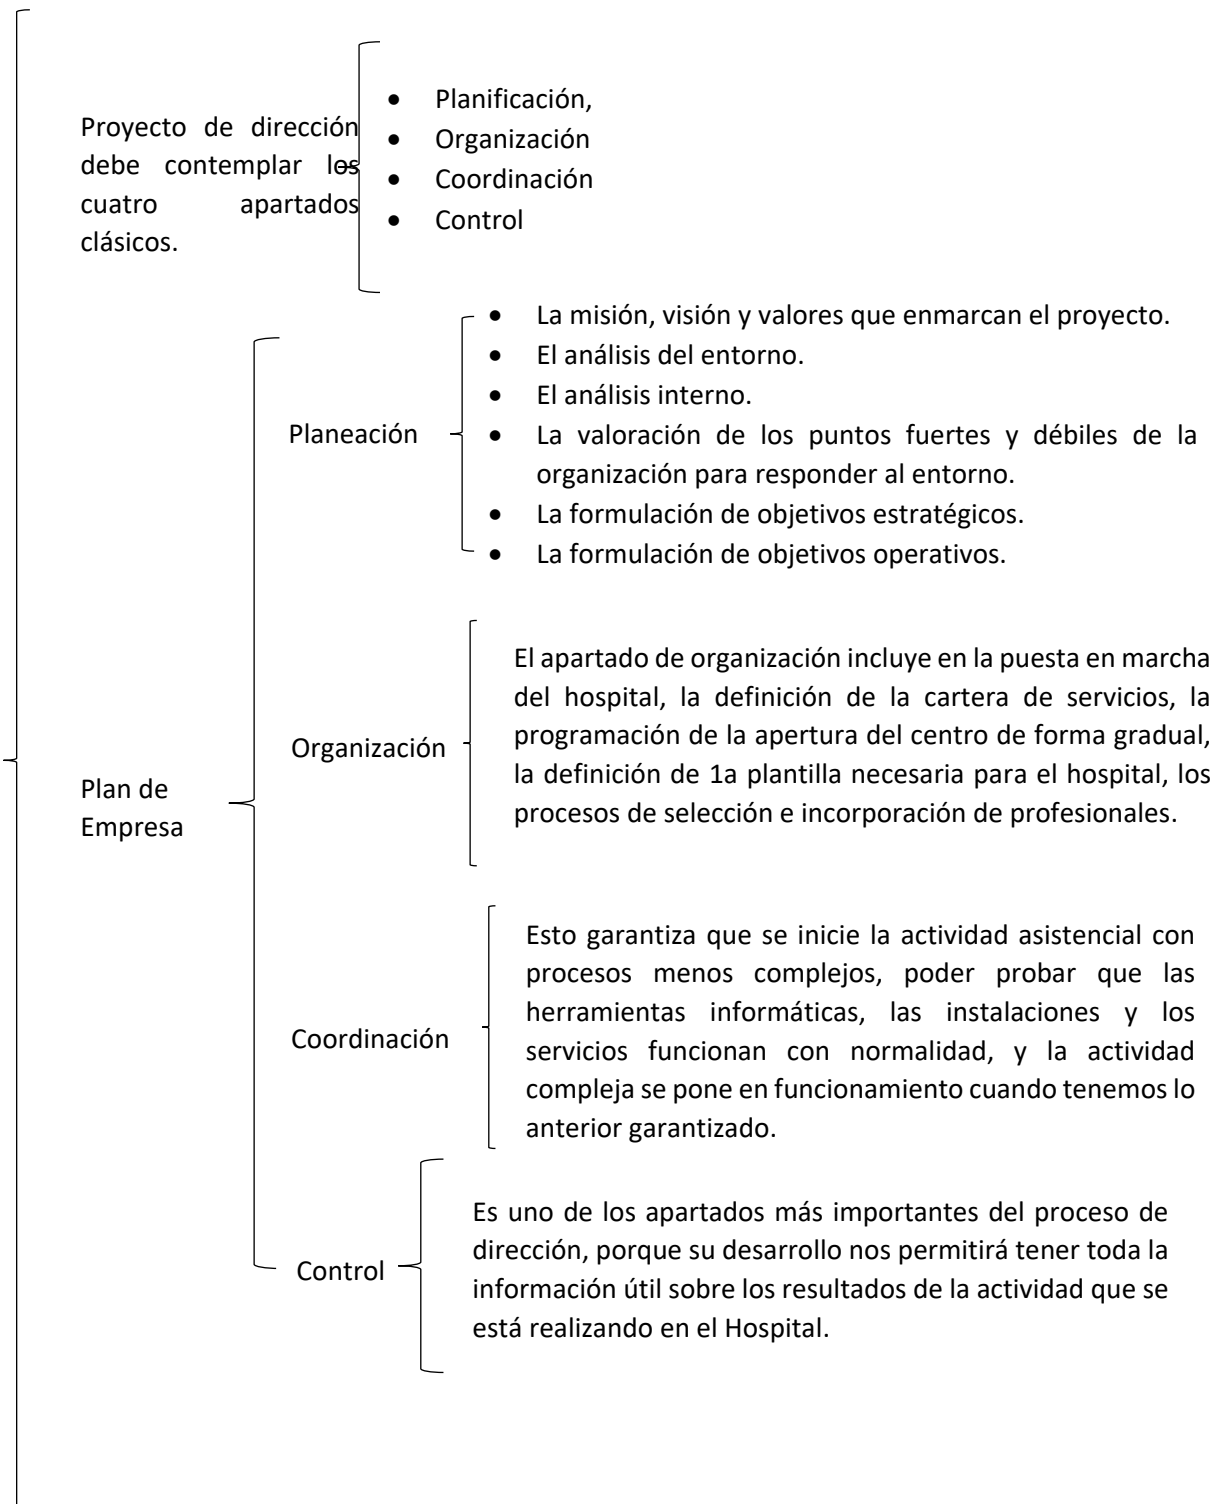 Proyecto de dirección
debe contemplar los
cuatro apartados
clásicos.
• Planificación,
• Organización
• Coordinación
• Control
Plan de
Empresa
Planeación
• La misión, visión y valores que enmarcan el proyecto.
• El análisis del entorno.
• El análisis interno.
• La valoración de los puntos fuertes y débiles de la
organización para responder al entorno.
• La formulación de objetivos estratégicos.
• La formulación de objetivos operativos.
Organización
El apartado de organización incluye en la puesta en marcha
del hospital, la definición de la cartera de servicios, la
programación de la apertura del centro de forma gradual,
la definición de 1a plantilla necesaria para el hospital, los
procesos de selección e incorporación de profesionales.
Coordinación
Esto garantiza que se inicie la actividad asistencial con
procesos menos complejos, poder probar que las
herramientas informáticas, las instalaciones y los
servicios funcionan con normalidad, y la actividad
compleja se pone en funcionamiento cuando tenemos lo
anterior garantizado.
Control
Es uno de los apartados más importantes del proceso de
dirección, porque su desarrollo nos permitirá tener toda la
información útil sobre los resultados de la actividad que se
está realizando en el Hospital.